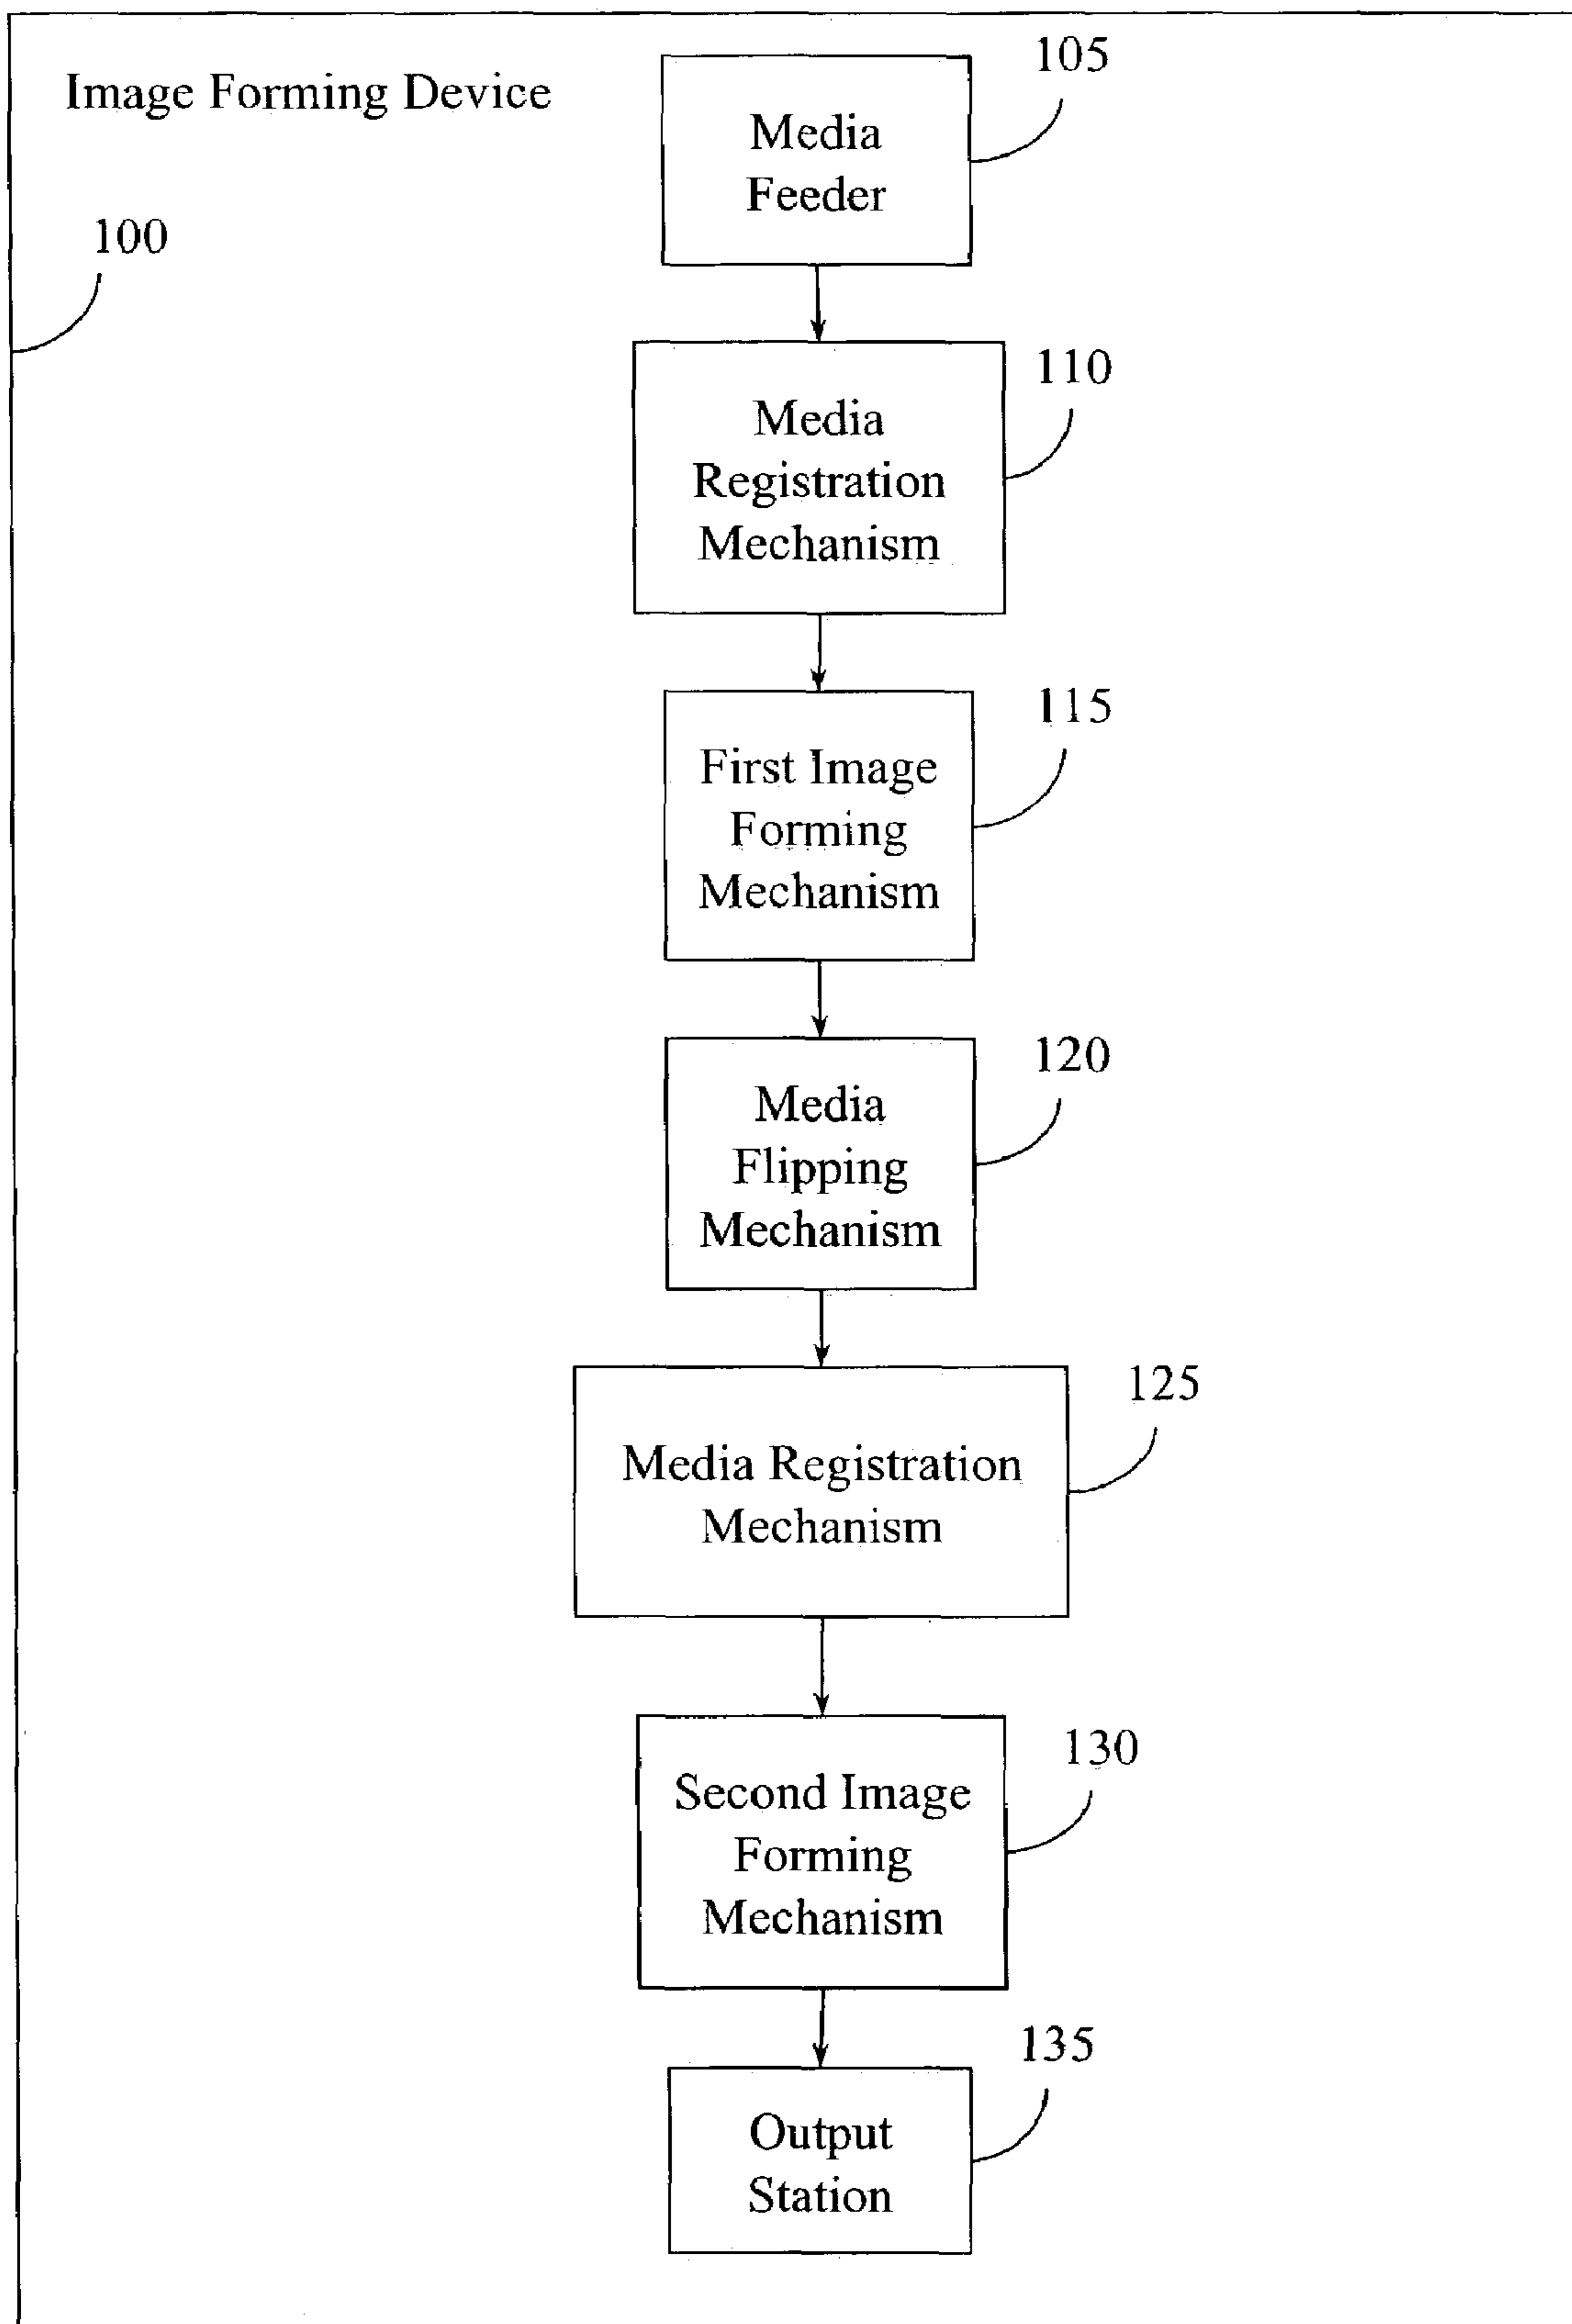 Image Forming Device
100
105
Media
Feeder
110
Media
Registration
Mechanism
115
First Image
Forming
Mechanism
120
Media
Flipping
Mechanism
125
Media Registration
Mechanism
130
Second Image
Forming
Mechanism
135
Output
Station